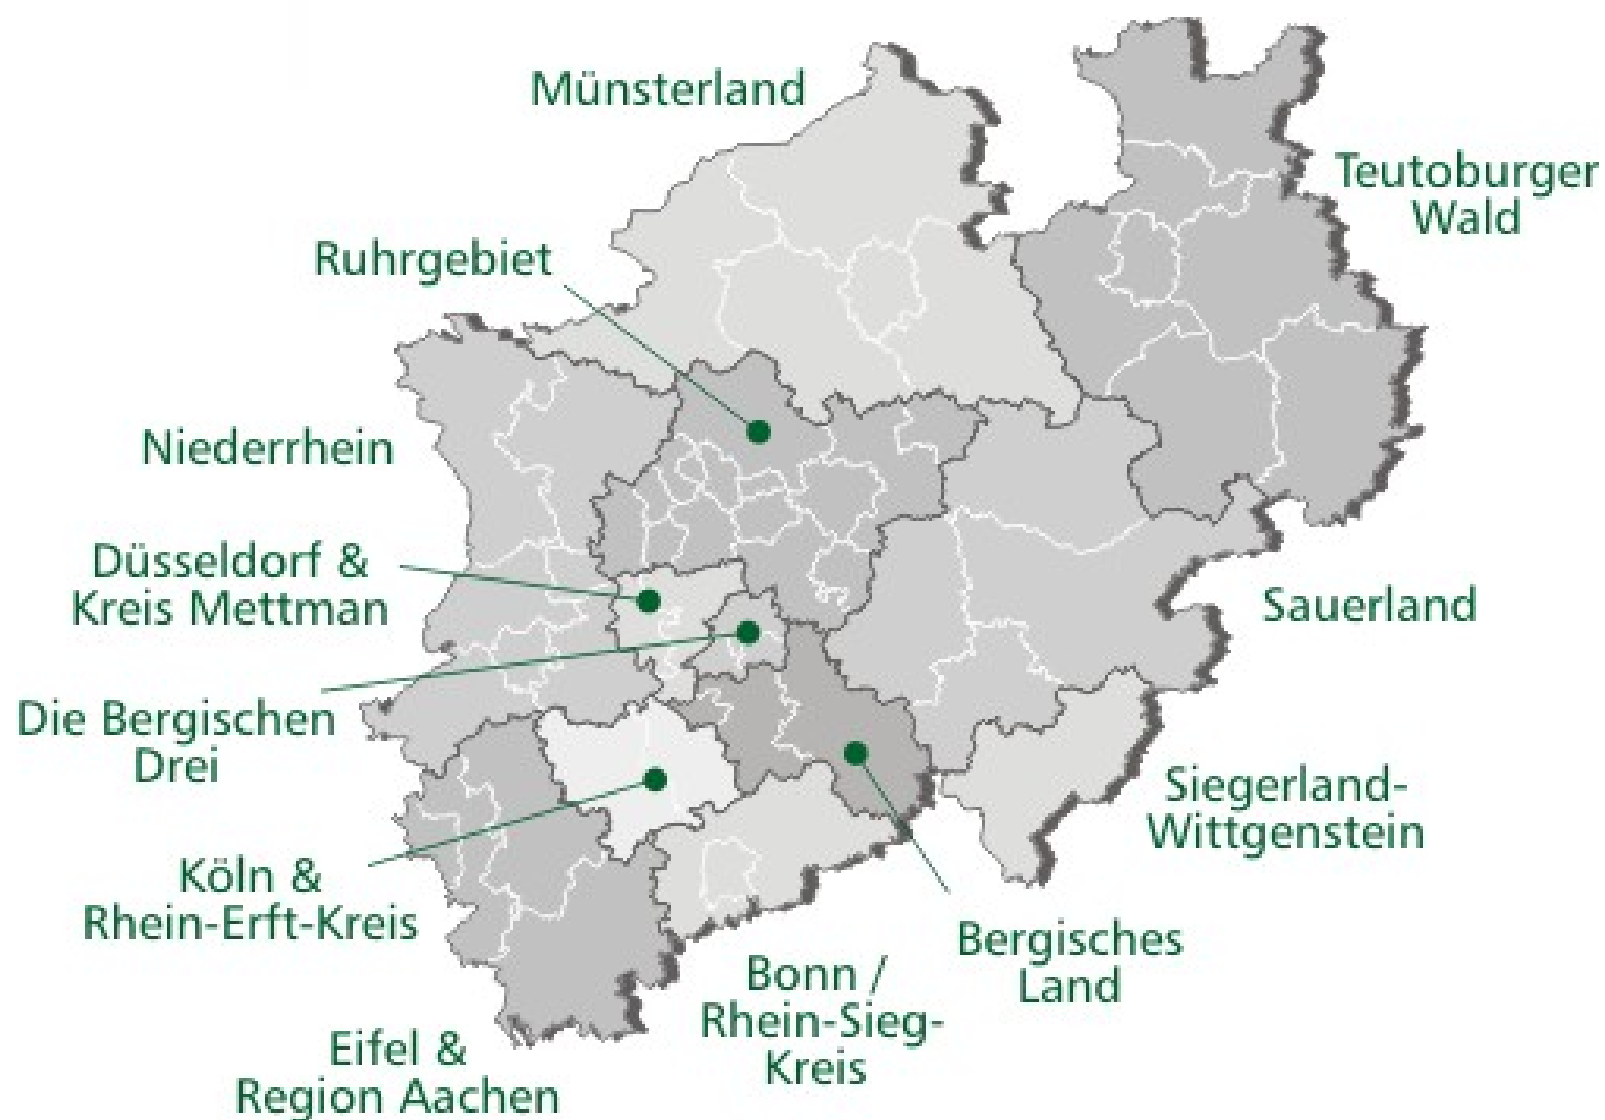 Münsterland
Teutoburger
Wald
Ruhrgebiet
Niederrhein
Düsseldorf &
Kreis Mettman
Sauerland
Die Bergischen
Drei
Siegerland-
Wittgenstein
Köln &
Rhein-Erft-Kreis
Bergisches
Land
Bonn /
Rhein-Sieg-
Kreis
Eifel &
Region Aachen